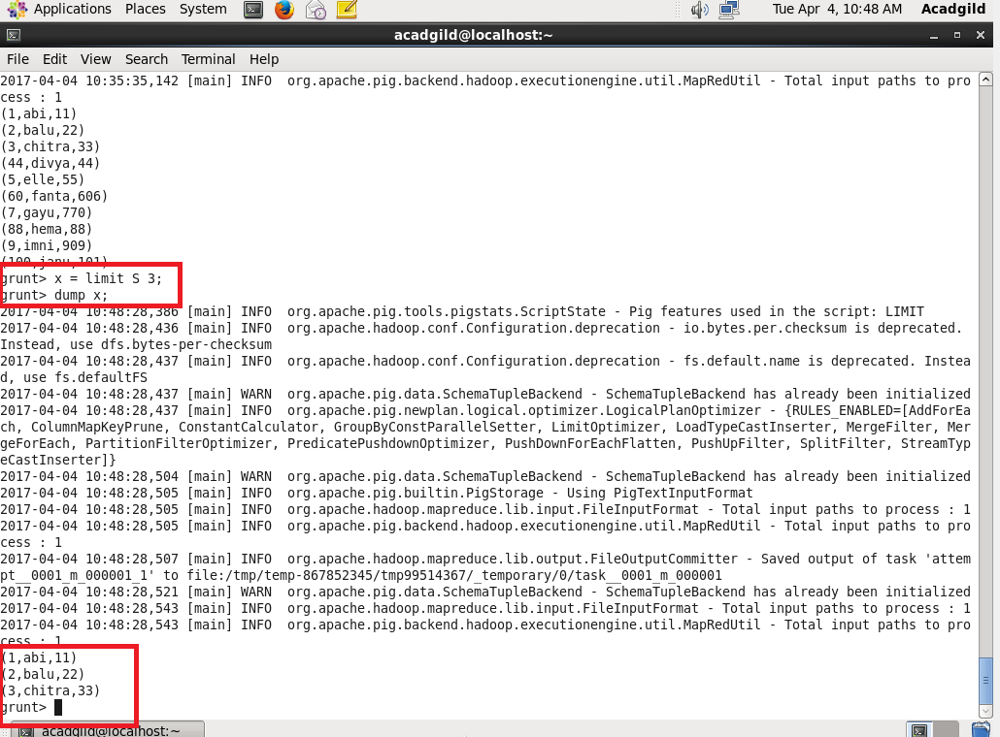 Applications Places System Tue Apr 4, 10:48 AM Acadgild
acadgild@localhost:~
File Edit View Search Terminal Help
2017-04-04 10:35:35,142 [main] INFO org.apache.pig.backend.hadoop.executionengine.util.MapRedUtil - Total input paths to pro
cess : 1
(1,abi,11)
(2,balu,22)
(3,chitra,33)
(44,divya,44)
(5,elle,55)
(60,fanta,606)
(7,gayu,770)
(88,hema,88)
(9,imni,909)
(100,janu,101)
grunt> x = limit S 3;
grunt> dump x;
2017-04-04 10:48:28,386 [main] INFO org.apache.pig.tools.pigstats.ScriptState - Pig features used in the script: LIMIT
2017-04-04 10:48:28,436 [main] INFO org.apache.hadoop.conf.Configuration.deprecation - io.bytes.per.checksum is deprecated.
Instead, use dfs.bytes-per-checksum
2017-04-04 10:48:28,437 [main] INFO org.apache.hadoop.conf.Configuration.deprecation - fs.default.name is deprecated. Instea
d, use fs.defaultFS
2017-04-04 10:48:28,437 [main] WARN org.apache.pig.data.SchemaTupleBackend - SchemaTupleBackend has already been initialized
2017-04-04 10:48:28,437 [main] INFO org.apache.pig.newplan.logical.optimizer.LogicalPlanOptimizer - {RULES_ENABLED=[AddForEa
ch, ColumnMapKeyPrune, ConstantCalculator, GroupByConstParallelSetter, LimitOptimizer, LoadTypeCastInserter, MergeFilter, Mer
geForEach, PartitionFilterOptimizer, PredicatePushdownOptimizer, PushDownForEachFlatten, PushUpFilter, SplitFilter, StreamTyp
eCastInserter]}
2017-04-04 10:48:28,504 [main] WARN org.apache.pig.data.SchemaTupleBackend - SchemaTupleBackend has already been initialized
2017-04-04 10:48:28,505 [main] INFO org.apache.pig.builtin.PigStorage - Using PigTextInputFormat
2017-04-04 10:48:28,505 [main] INFO org.apache.hadoop.mapreduce.lib.input.FileInputFormat - Total input paths to process : 1
2017-04-04 10:48:28,505 [main] INFO org.apache.pig.backend.hadoop.executionengine.util.MapRedUtil - Total input paths to pro
cess : 1
2017-04-04 10:48:28,507 [main] INFO org.apache.hadoop.mapreduce.lib.output.FileOutputCommitter - Saved output of task 'attem
pt__0001_m_000001_1' to file:/tmp/temp-867852345/tmp99514367/_temporary/0/task__0001_m_000001
2017-04-04 10:48:28,521 [main] WARN org.apache.pig.data.SchemaTupleBackend - SchemaTupleBackend has already been initialized
2017-04-04 10:48:28,543 [main] INFO org.apache.hadoop.mapreduce.lib.input.FileInputFormat - Total input paths to process : 1
2017-04-04 10:48:28,543 [main] INFO org.apache.pig.backend.hadoop.executionengine.util.MapRedUtil - Total input paths to pro
cess : 1
(1,abi,11)
(2,balu,22)
(3,chitra,33)
grunt>
acadgild@localhost:~